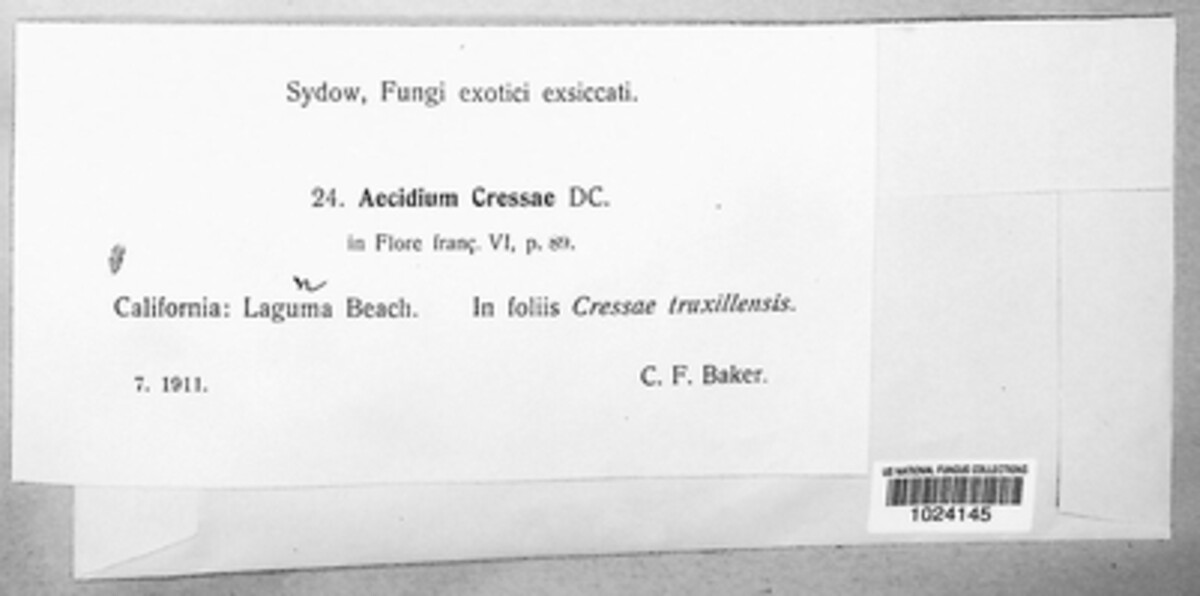 Sydow, Fungi exotici exsiccati.
24. Aecidium Cressae DC.
in Flore franç. VI, p. 89.
n
California: Laguma Beach. In foliis Cressae truxillensis.
7. 1911.
C. F. Baker.
US NATIONAL FUNGUS COLLECTIONS
1024145